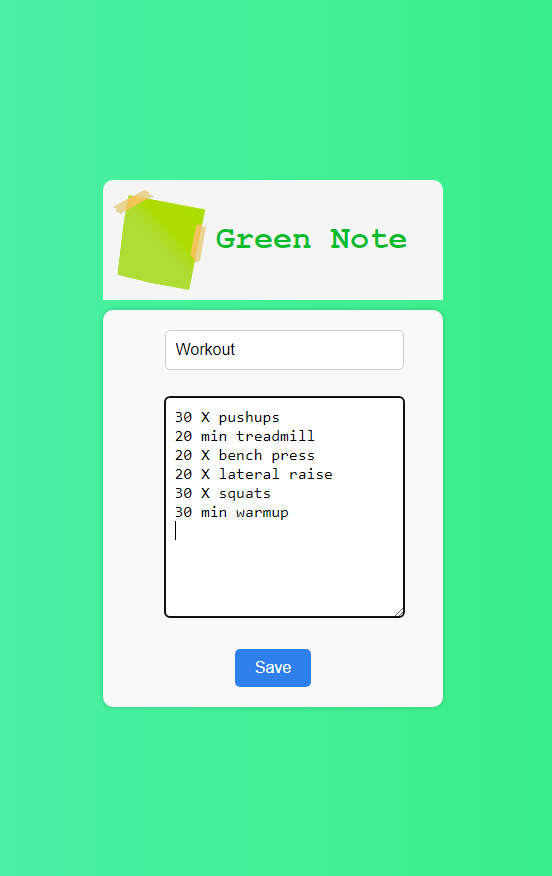 Green Note
Workout
30 X pushups
20 min treadmill
20 X bench press
20 X lateral raise
30 X squats
30 min warmup
Save